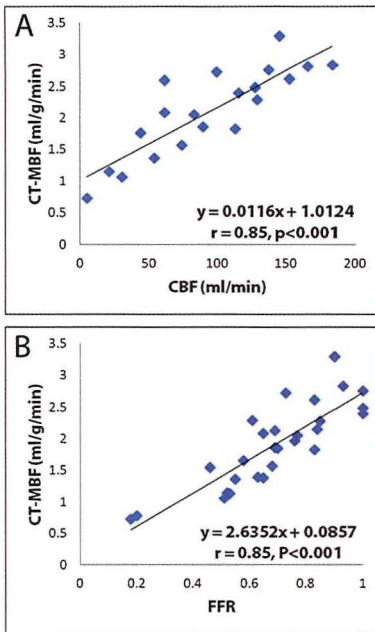 A
CT-MBF (ml/g/min)
3.5
3
2.5
2
1.5
1
0.5
0
y = 0.0116x + 1.0124
r = 0.85, p<0.001
0 50 100 150 200
CBF (ml/min)
B
CT-MBF (ml/g/min)
3.5
3
2.5
2
1.5
1
0.5
0
y = 2.6352x + 0.0857
r = 0.85, P<0.001
0 0.2 0.4 0.6 0.8 1
FFR